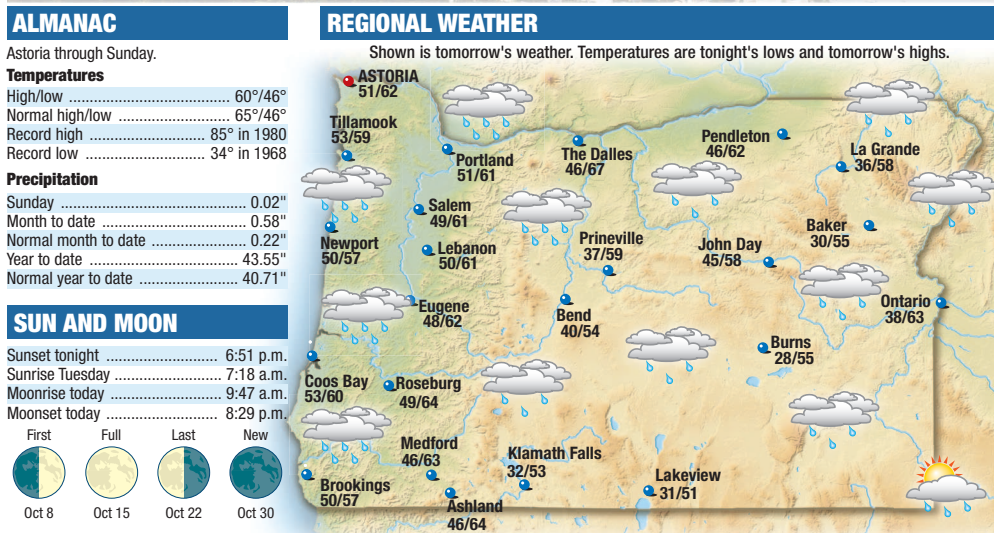 ALMANAC
Astoria through Sunday.
Temperatures
High/low .................................. 60°/46°
Normal high/low ....................... 65°/46°
Record high .......................... 85° in 1980
Record low .......................... 34° in 1968
Precipitation
Sunday ........................................ 0.02"
Month to date ............................... 0.58"
Normal month to date .................... 0.22"
Year to date ................................ 43.55"
Normal year to date ..................... 40.71"
SUN AND MOON
Sunset tonight ........................ 6:51 p.m.
Sunrise Tuesday ....................... 7:18 a.m.
Moonrise today ........................ 9:47 a.m.
Moonset today ......................... 8:29 p.m.
First Full Last New
Oct 8 Oct 15 Oct 22 Oct 30
REGIONAL WEATHER
Shown is tomorrow's weather. Temperatures are tonight's lows and tomorrow's highs.
ASTORIA
51/62
Tillamook
53/59
Portland
51/61
The Dalles
46/67
Pendleton
46/62
La Grande
36/58
Salem
49/61
Newport
50/57
Lebanon
50/61
Prineville
37/59
John Day
45/58
Baker
30/55
Eugene
48/62
Bend
40/54
Ontario
38/63
Burns
28/55
Coos Bay
53/60
Roseburg
49/64
Medford
46/63
Klamath Falls
32/53
Brookings
50/57
Ashland
46/64
Lakeview
31/51